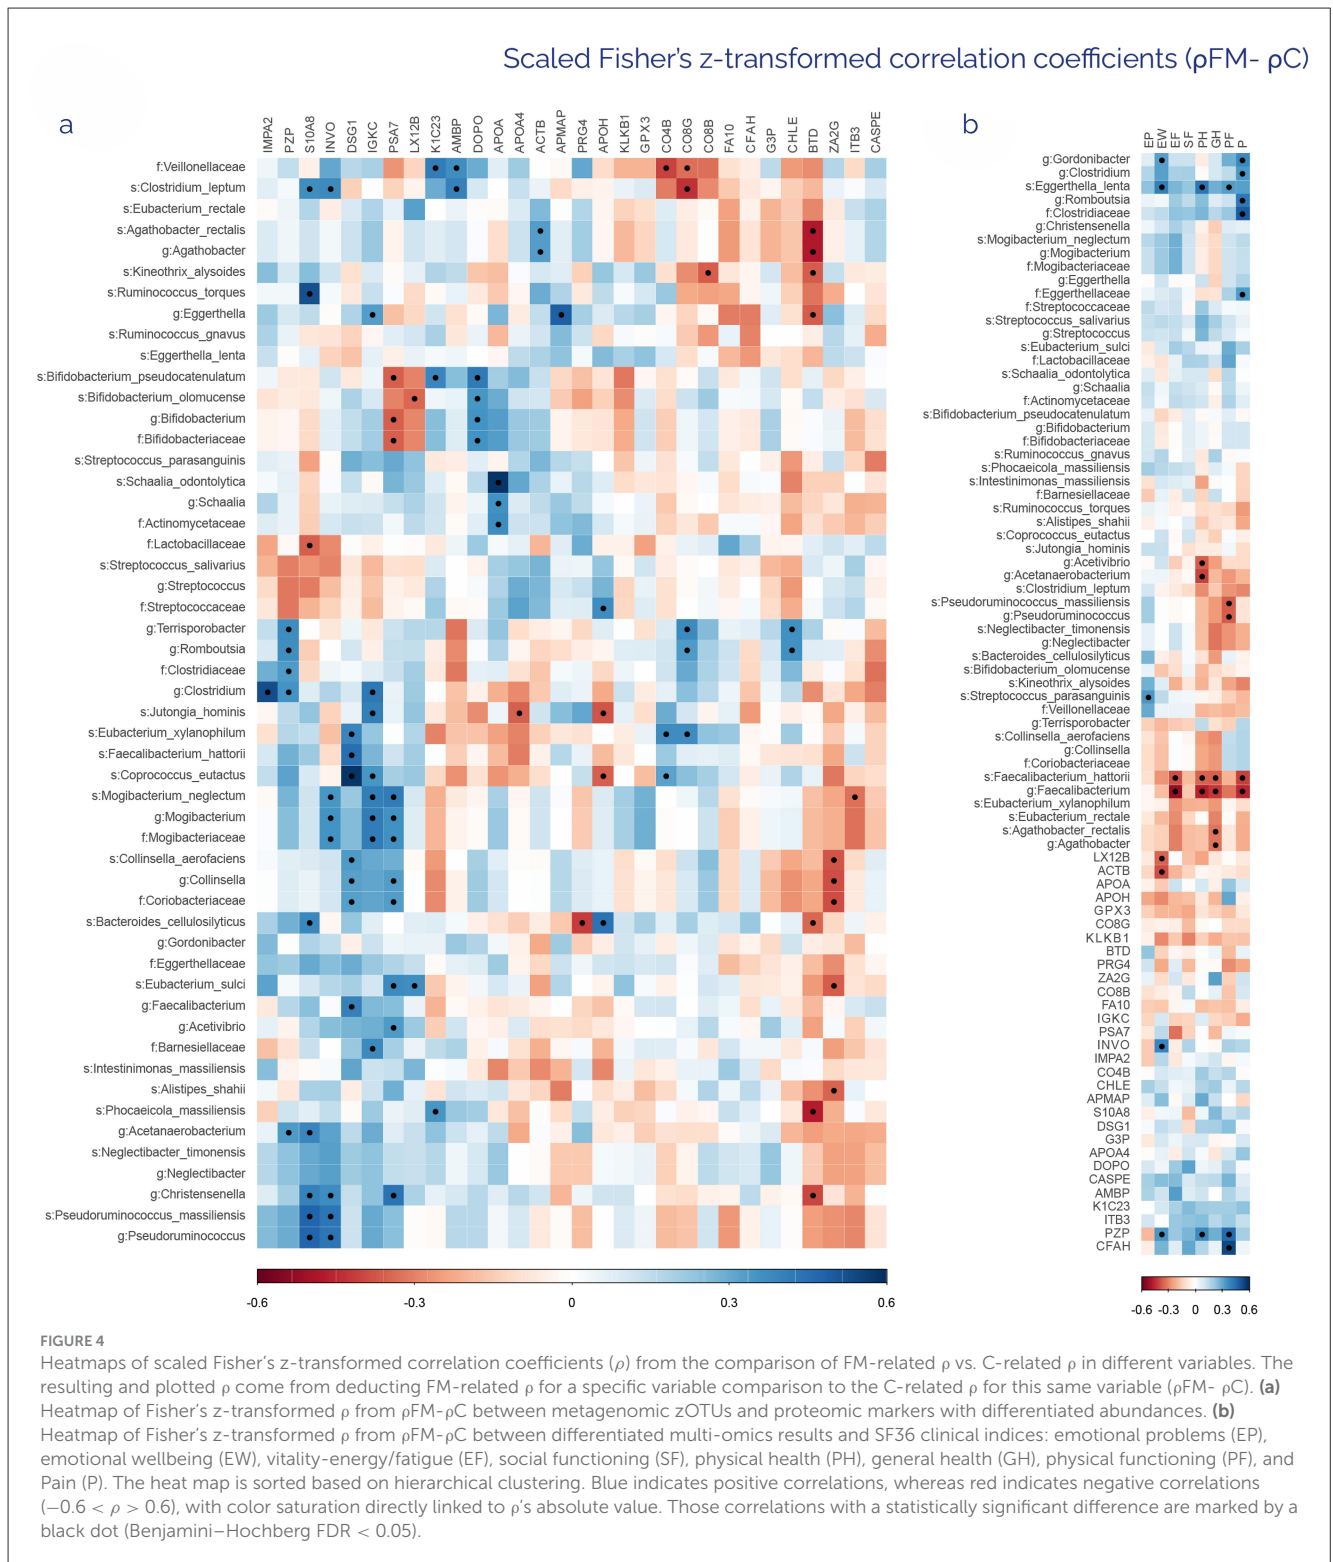 Scaled Fisher's z-transformed correlation coefficients (ρFM- ρC)
a
IMPA2 PZP S10A8 INVO DSG1 IGKC PSA7 LX12B K1C23 AMBP DOPO APOA APOA4 ACTB APMAP PRG4 APOH KLKB1 GPX3 CO4B CO8G CO8B FA10 CFAH G3P CHLE BTD ZA2G ITB3 CASPE
f:Veillonellaceae
s:Clostridium_leptum
s:Eubacterium_rectale
s:Agathobacter_rectalis
g:Agathobacter
s:Kineothrix_alysoides
s:Ruminococcus_torques
g:Eggerthella
s:Ruminococcus_gnavus
s:Eggerthella_lenta
s:Bifidobacterium_pseudocatenulatum
s:Bifidobacterium_olomucense
g:Bifidobacterium
f:Bifidobacteriaceae
s:Streptococcus_parasanguinis
s:Schaalia_odontolytica
g:Schaalia
f:Actinomycetaceae
f:Lactobacillaceae
s:Streptococcus_salivarius
g:Streptococcus
f:Streptococcaceae
g:Terrisporobacter
g:Romboutsia
f:Clostridiaceae
g:Clostridium
s:Jutongia_hominis
s:Eubacterium_xylanophilum
s:Faecalibacterium_hattorii
s:Coprococcus_eutactus
s:Mogibacterium_neglectum
g:Mogibacterium
f:Mogibacteriaceae
s:Collinsella_aerofaciens
g:Collinsella
f:Coriobacteriaceae
s:Bacteroides_cellulosilyticus
g:Gordonibacter
f:Eggerthellaceae
s:Eubacterium_sulci
g:Faecalibacterium
g:Acetivibrio
f:Barnesiellaceae
s:Intestinimonas_massiliensis
s:Alistipes_shahii
s:Phocaeicola_massiliensis
g:Acetanaerobacterium
s:Neglectibacter_timonensis
g:Neglectibacter
g:Christensenella
s:Pseudoruminococcus_massiliensis
g:Pseudoruminococcus
-0.6 -0.3 0 0.3 0.6
b
EP EW EF SF PH GH PF P
g:Gordonibacter
g:Clostridium
s:Eggerthella_lenta
g:Romboutsia
f:Clostridiaceae
g:Christensenella
s:Mogibacterium_neglectum
g:Mogibacterium
f:Mogibacteriaceae
g:Eggerthella
f:Eggerthellaceae
f:Streptococcaceae
s:Streptococcus_salivarius
g:Streptococcus
s:Eubacterium_sulci
f:Lactobacillaceae
s:Schaalia_odontolytica
g:Schaalia
f:Actinomycetaceae
s:Bifidobacterium_pseudocatenulatum
g:Bifidobacterium
f:Bifidobacteriaceae
s:Ruminococcus_gnavus
s:Phocaeicola_massiliensis
s:Intestinimonas_massiliensis
f:Barnesiellaceae
s:Ruminococcus_torques
s:Alistipes_shahii
s:Coprococcus_eutactus
s:Jutongia_hominis
g:Acetivibrio
g:Acetanaerobacterium
s:Clostridium_leptum
s:Pseudoruminococcus_massiliensis
g:Pseudoruminococcus
s:Neglectibacter_timonensis
g:Neglectibacter
s:Bacteroides_cellulosilyticus
s:Bifidobacterium_olomucense
s:Kineothrix_alysoides
s:Streptococcus_parasanguinis
f:Veillonellaceae
g:Terrisporobacter
s:Collinsella_aerofaciens
g:Collinsella
f:Coriobacteriaceae
s:Faecalibacterium_hattorii
g:Faecalibacterium
s:Eubacterium_xylanophilum
s:Eubacterium_rectale
s:Agathobacter_rectalis
g:Agathobacter
LX12B
ACTB
APOA
APOH
GPX3
CO8G
KLKB1
BTD
PRG4
ZA2G
CO8B
FA10
IGKC
PSA7
INVO
IMPA2
CO4B
CHLE
APMAP
S10A8
DSG1
G3P
APOA4
DOPO
CASPE
AMBP
K1C23
ITB3
PZP
CFAH
-0.6 -0.3 0 0.3 0.6
FIGURE 4
Heatmaps of scaled Fisher's z-transformed correlation coefficients (ρ) from the comparison of FM-related ρ vs. C-related ρ in different variables. The
resulting and plotted ρ come from deducting FM-related ρ for a specific variable comparison to the C-related ρ for this same variable (ρFM- ρC). (a)
Heatmap of Fisher's z-transformed ρ from ρFM-ρC between metagenomic zOTUs and proteomic markers with differentiated abundances. (b)
Heatmap of Fisher's z-transformed ρ from ρFM-ρC between differentiated multi-omics results and SF36 clinical indices: emotional problems (EP),
emotional wellbeing (EW), vitality-energy/fatigue (EF), social functioning (SF), physical health (PH), general health (GH), physical functioning (PF), and
Pain (P). The heat map is sorted based on hierarchical clustering. Blue indicates positive correlations, whereas red indicates negative correlations
(−0.6 < ρ > 0.6), with color saturation directly linked to ρ's absolute value. Those correlations with a statistically significant difference are marked by a
black dot (Benjamini–Hochberg FDR < 0.05).